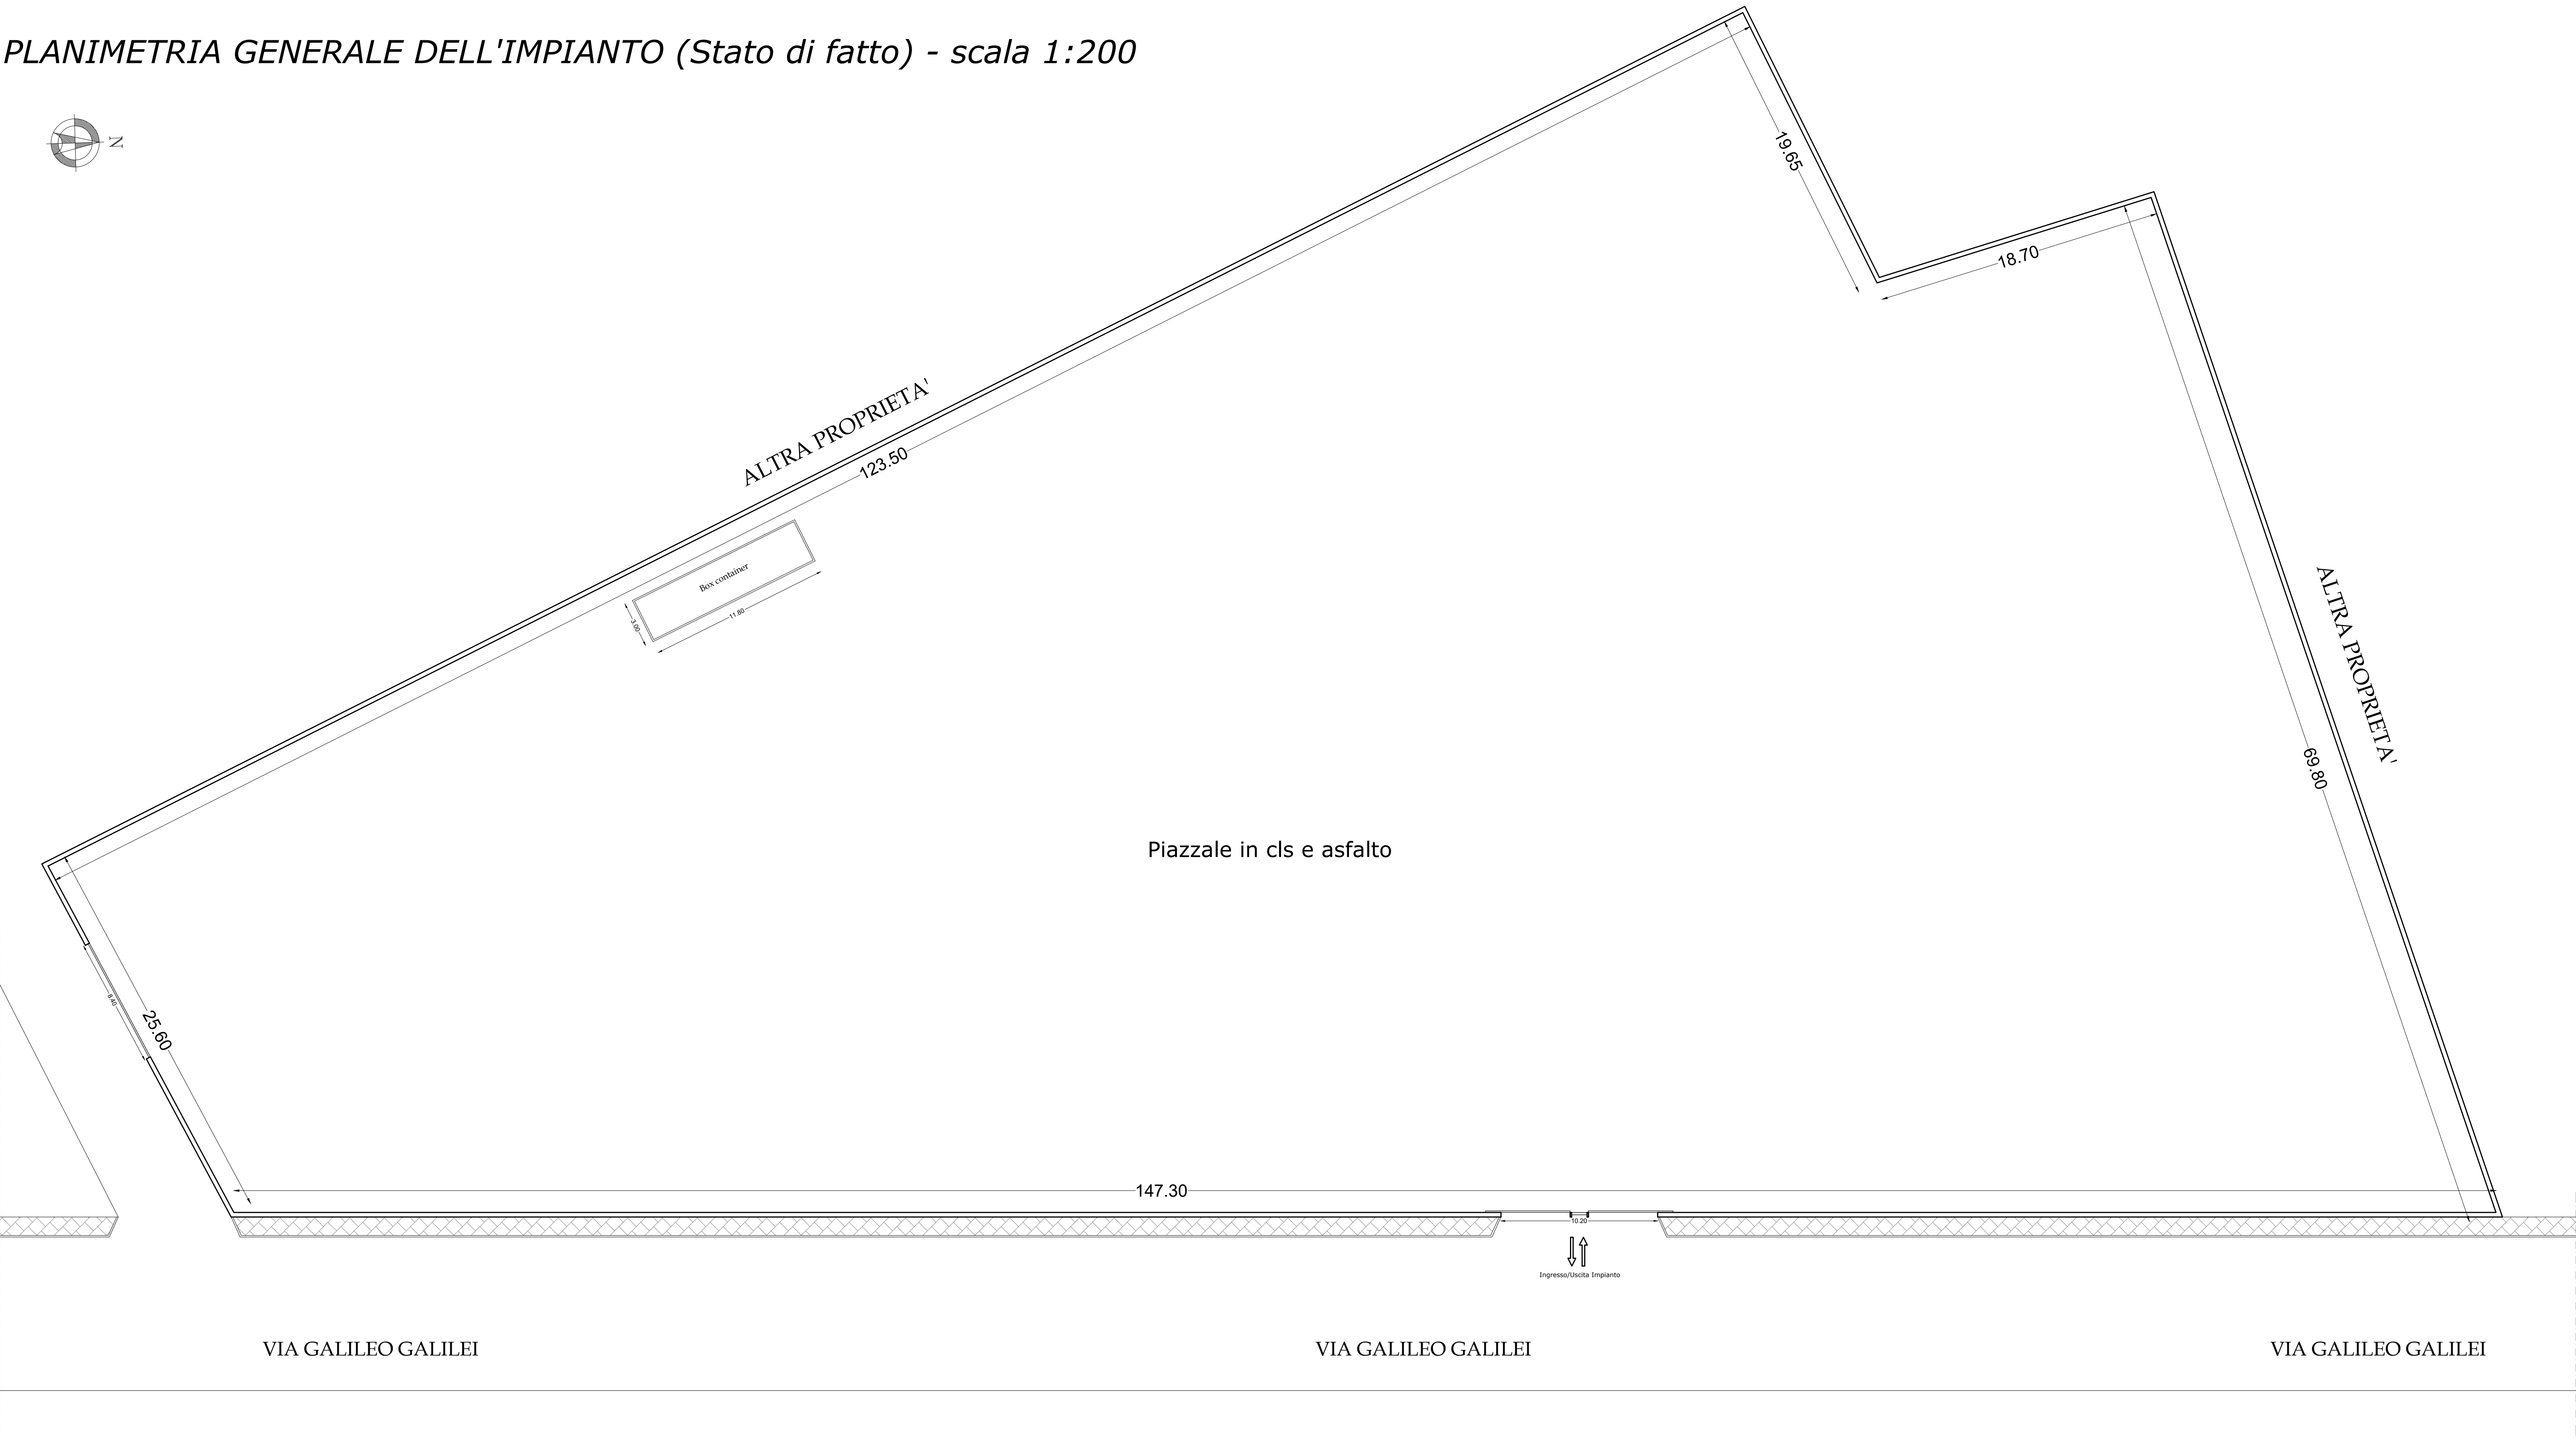 PLANIMETRIA GENERALE DELL'IMPIANTO (Stato di fatto) - scala 1:200
N
19.65
18.70
ALTRA PROPRIETA'
123.50
Box container
11.80
3.00
ALTRA PROPRIETA'
69.80
Piazzale in cls e asfalto
8.40
25.60
147.30
10.20
Ingresso/Uscita Impianto
VIA GALILEO GALILEI
VIA GALILEO GALILEI
VIA GALILEO GALILEI